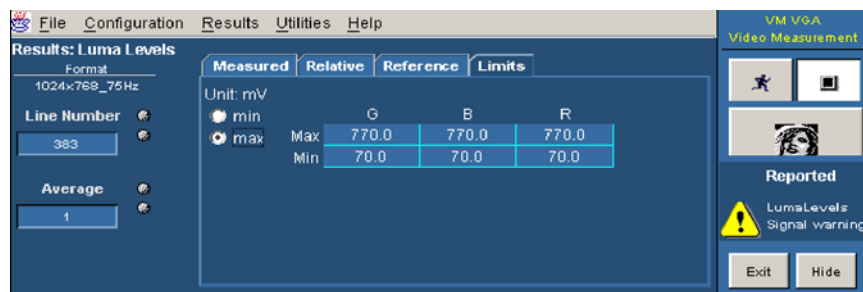 File Configuration Results Utilities Help
VM VGA
Video Measurement
Results: Luma Levels
Format
1024x768_75Hz
Line Number
383
Average
1
Measured Relative Reference Limits
Unit: mV
min
max
G B R
Max 770.0 770.0 770.0
Min 70.0 70.0 70.0
Reported
LumaLevels
Signal warning
Exit Hide